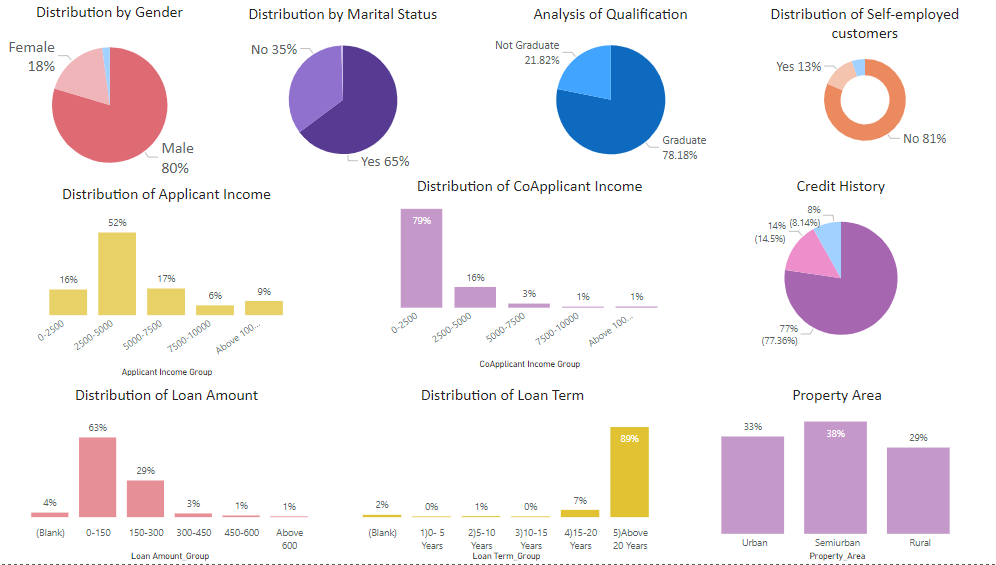 Distribution by Gender
Female
18%
Male
80%
Distribution by Marital Status
No 35%
Yes 65%
Analysis of Qualification
Not Graduate
21.82%
Graduate
78.18%
Distribution of Self-employed
customers
Yes 13%
No 81%
Distribution of Applicant Income
16%
52%
17%
6%
9%
0-2500
2500-5000
5000-7500
7500-10000
Above 100...
Applicant Income Group
Distribution of CoApplicant Income
79%
16%
3%
1%
1%
0-2500
2500-5000
5000-7500
7500-10000
Above 100...
CoApplicant Income Group
Credit History
8%
(8.14%)
14%
(14.5%)
77%
(77.36%)
Distribution of Loan Amount
4%
63%
29%
3%
1%
1%
(Blank)
0-150
150-300
300-450
450-600
Above
600
Loan Amount_Group
Distribution of Loan Term
2%
0%
1%
0%
7%
89%
(Blank)
1)0- 5
Years
2)5-10
Years
3)10-15
Years
4)15-20
Years
5)Above
20 Years
Loan Term_Group
Property Area
33%
38%
29%
Urban
Semiurban
Rural
Property_Area